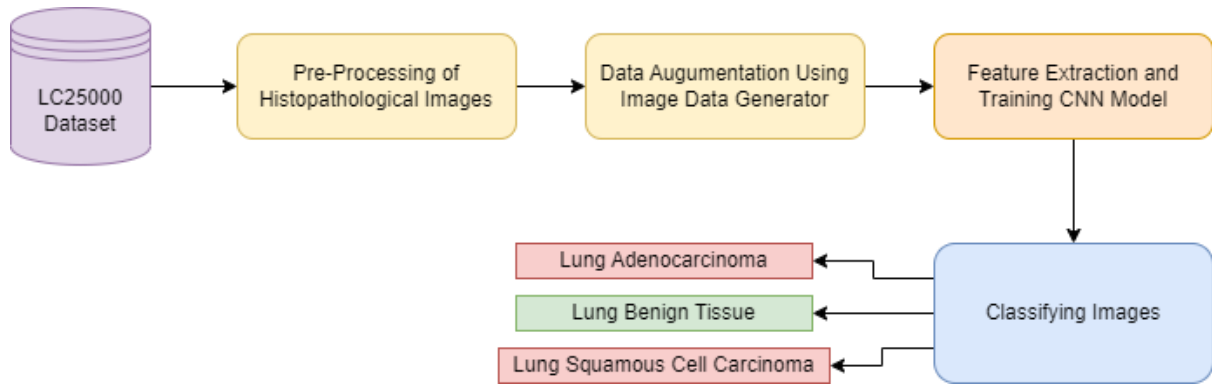 LC25000
Dataset
Pre-Processing of
Histopathological Images
Data Augumentation Using
Image Data Generator
Feature Extraction and
Training CNN Model
Classifying Images
Lung Adenocarcinoma
Lung Benign Tissue
Lung Squamous Cell Carcinoma